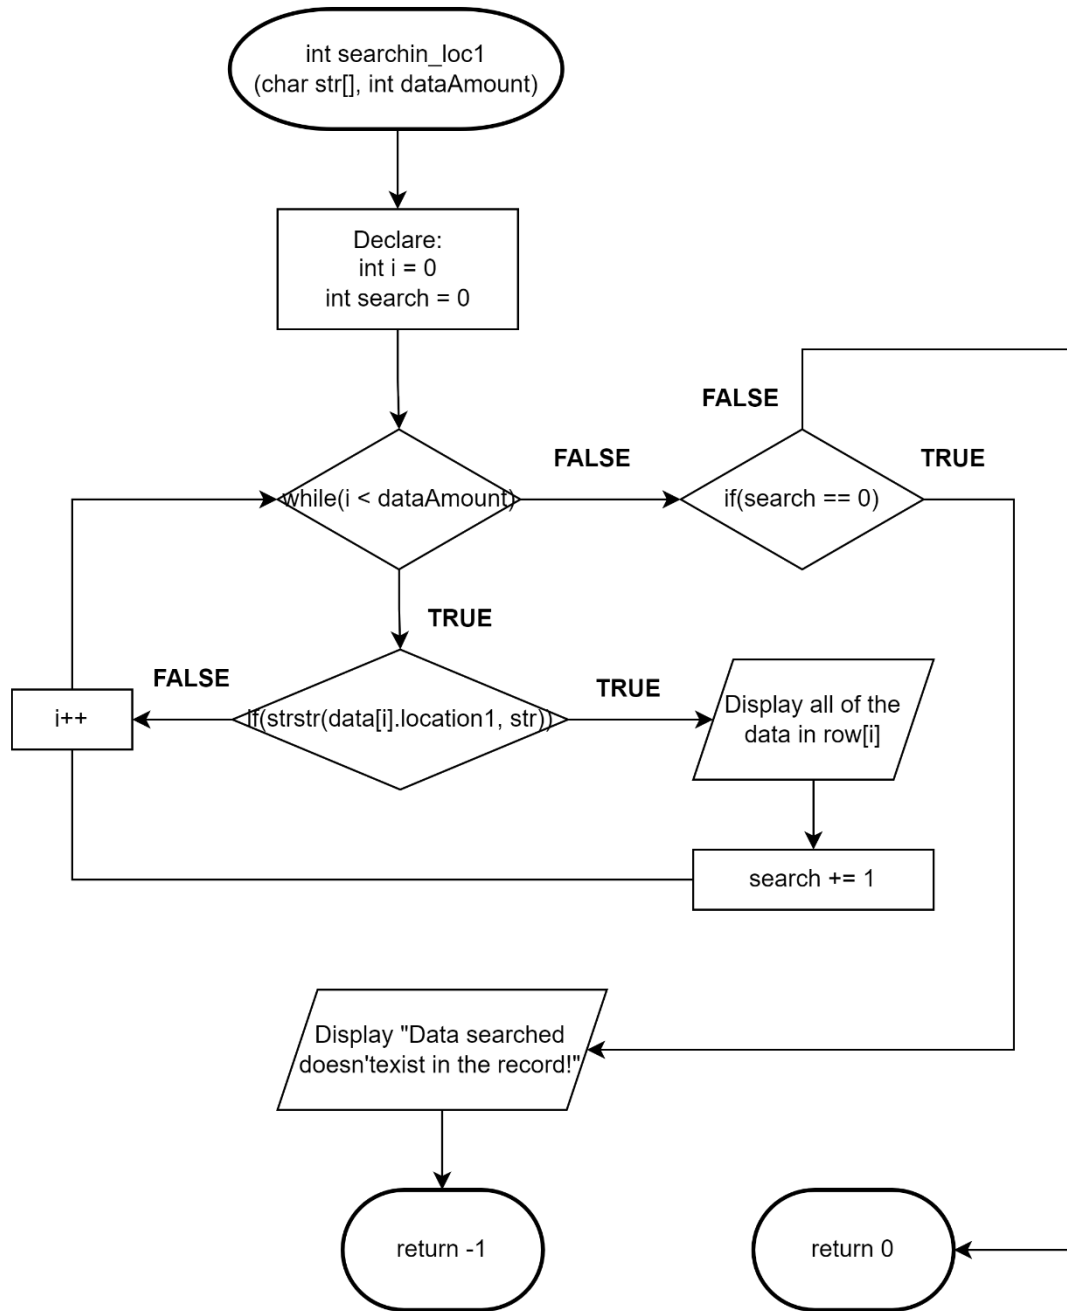 int searchin_loc1
(char str[], int dataAmount)
Declare:
int i = 0
int search = 0
while(i < dataAmount)
FALSE
FALSE
if(search == 0)
TRUE
TRUE
if(strstr(data[i].location1, str))
FALSE
i++
TRUE
Display all of the
data in row[i]
search += 1
Display "Data searched
doesn'texist in the record!"
return -1
return 0